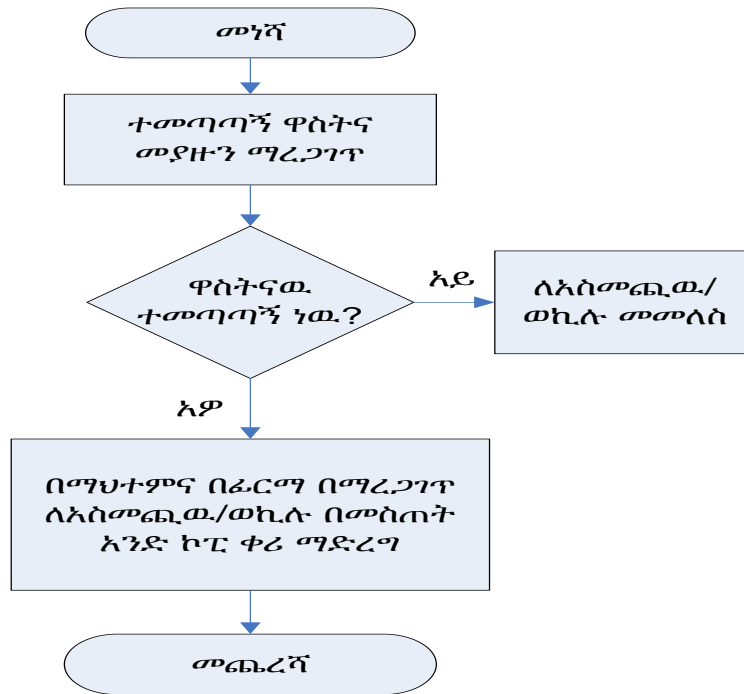 መነሻ
ተመጣጣኝ ዋስትና
መያዙን ማረጋገጥ
ዋስትናዉ
ተመጣጣኝ ነዉ?
አይ
ለአስመጪዉ/
ወኪሉ መመለስ
አዎ
በማህተምና በፊርማ በማረጋገጥ
ለአስመጪዉ/ወኪሉ በመስጠት
አንድ ኮፒ ቀሪ ማድረግ
መጨረሻ